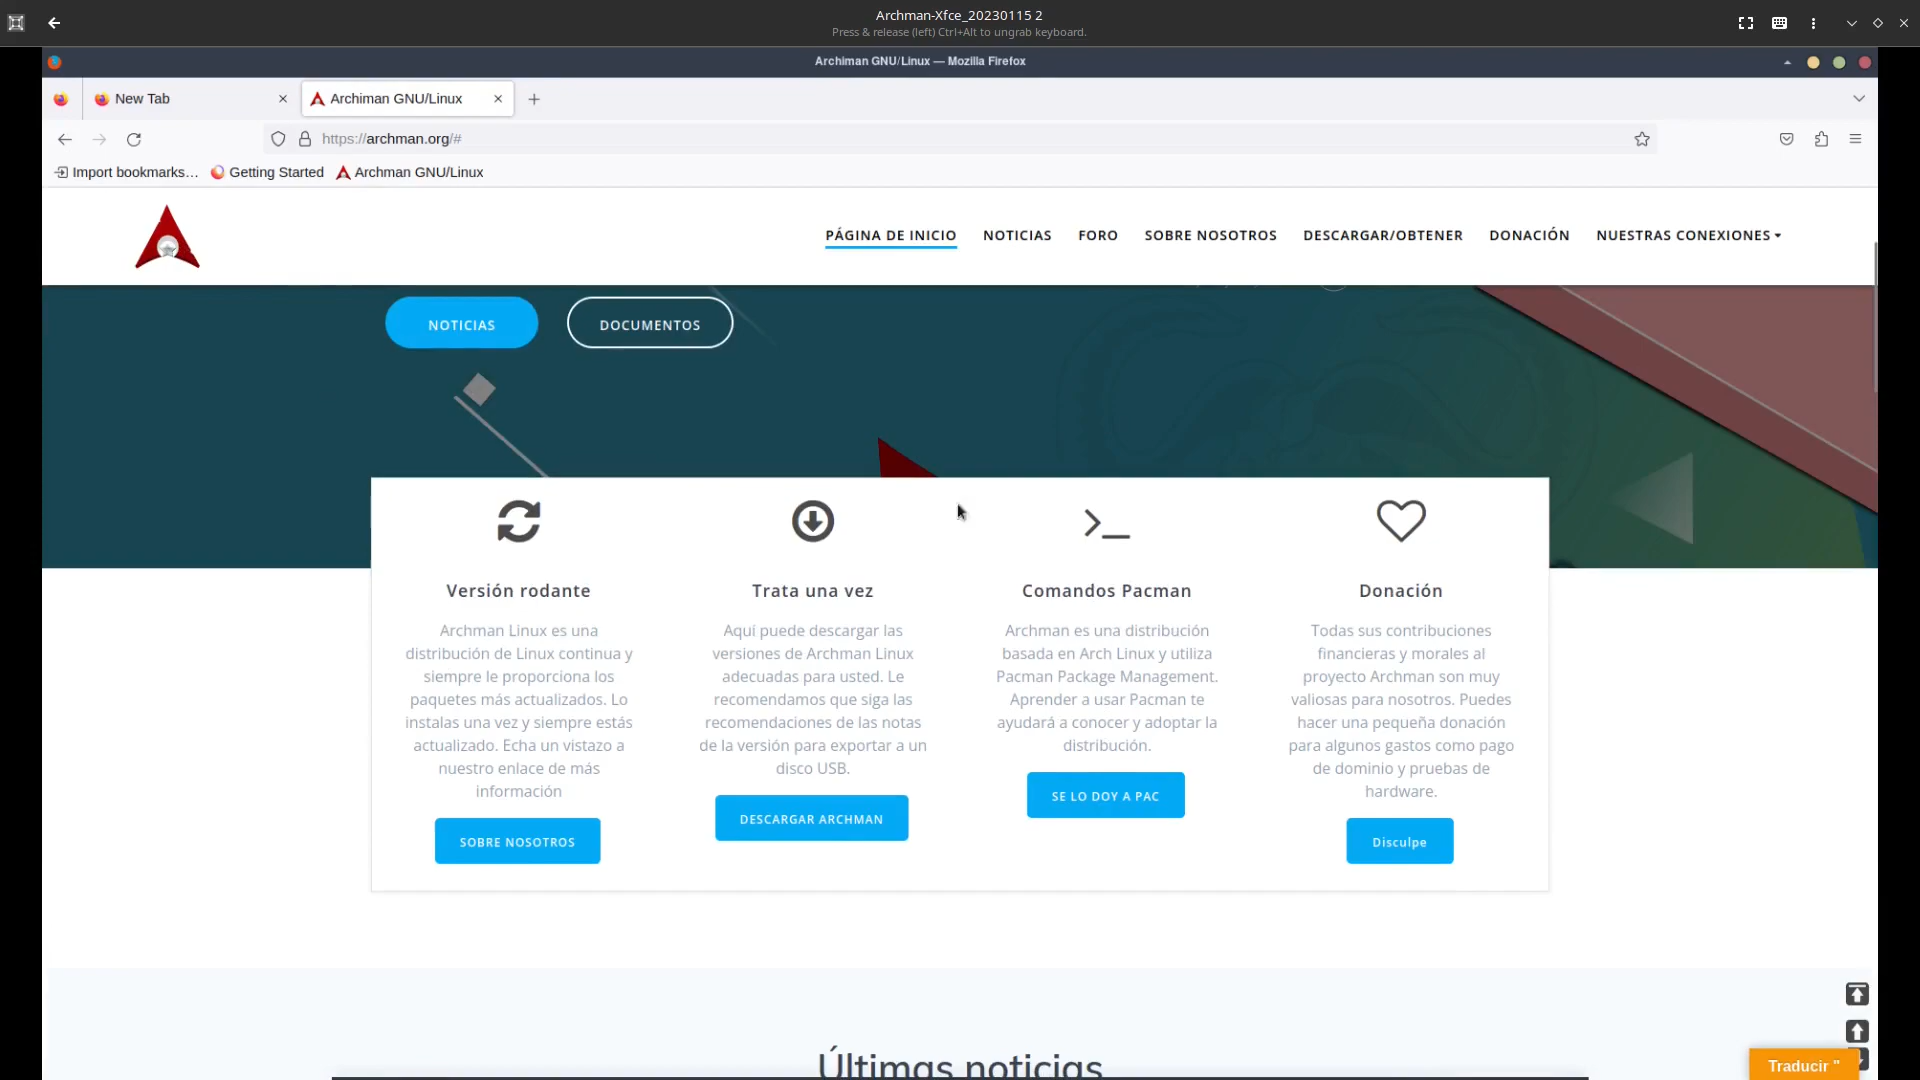 Archman-Xfce_20230115 2
Press & release (left) Ctrl+Alt to ungrab keyboard.
Archiman GNU/Linux — Mozilla Firefox
New Tab
Archiman GNU/Linux
https://archman.org/#
Import bookmarks...
Getting Started
Archman GNU/Linux
PÁGINA DE INICIO
NOTICIAS
FORO
SOBRE NOSOTROS
DESCARGAR/OBTENER
DONACIÓN
NUESTRAS CONEXIONES
NOTICIAS
DOCUMENTOS
Versión rodante
Archman Linux es una
distribución de Linux continua y
siempre le proporciona los
paquetes más actualizados. Lo
instalas una vez y siempre estás
actualizado. Echa un vistazo a
nuestro enlace de más
información
SOBRE NOSOTROS
Trata una vez
Aquí puede descargar las
versiones de Archman Linux
adecuadas para usted. Le
recomendamos que siga las
recomendaciones de las notas
de la versión para exportar a un
disco USB.
DESCARGAR ARCHMAN
Comandos Pacman
Archman es una distribución
basada en Arch Linux y utiliza
Pacman Package Management.
Aprender a usar Pacman te
ayudará a conocer y adoptar la
distribución.
SE LO DOY A PAC
Donación
Todas sus contribuciones
financieras y morales al
proyecto Archman son muy
valiosas para nosotros. Puedes
hacer una pequeña donación
para algunos gastos como pago
de dominio y pruebas de
hardware.
Disculpe
Últimas noticias
Traducir "